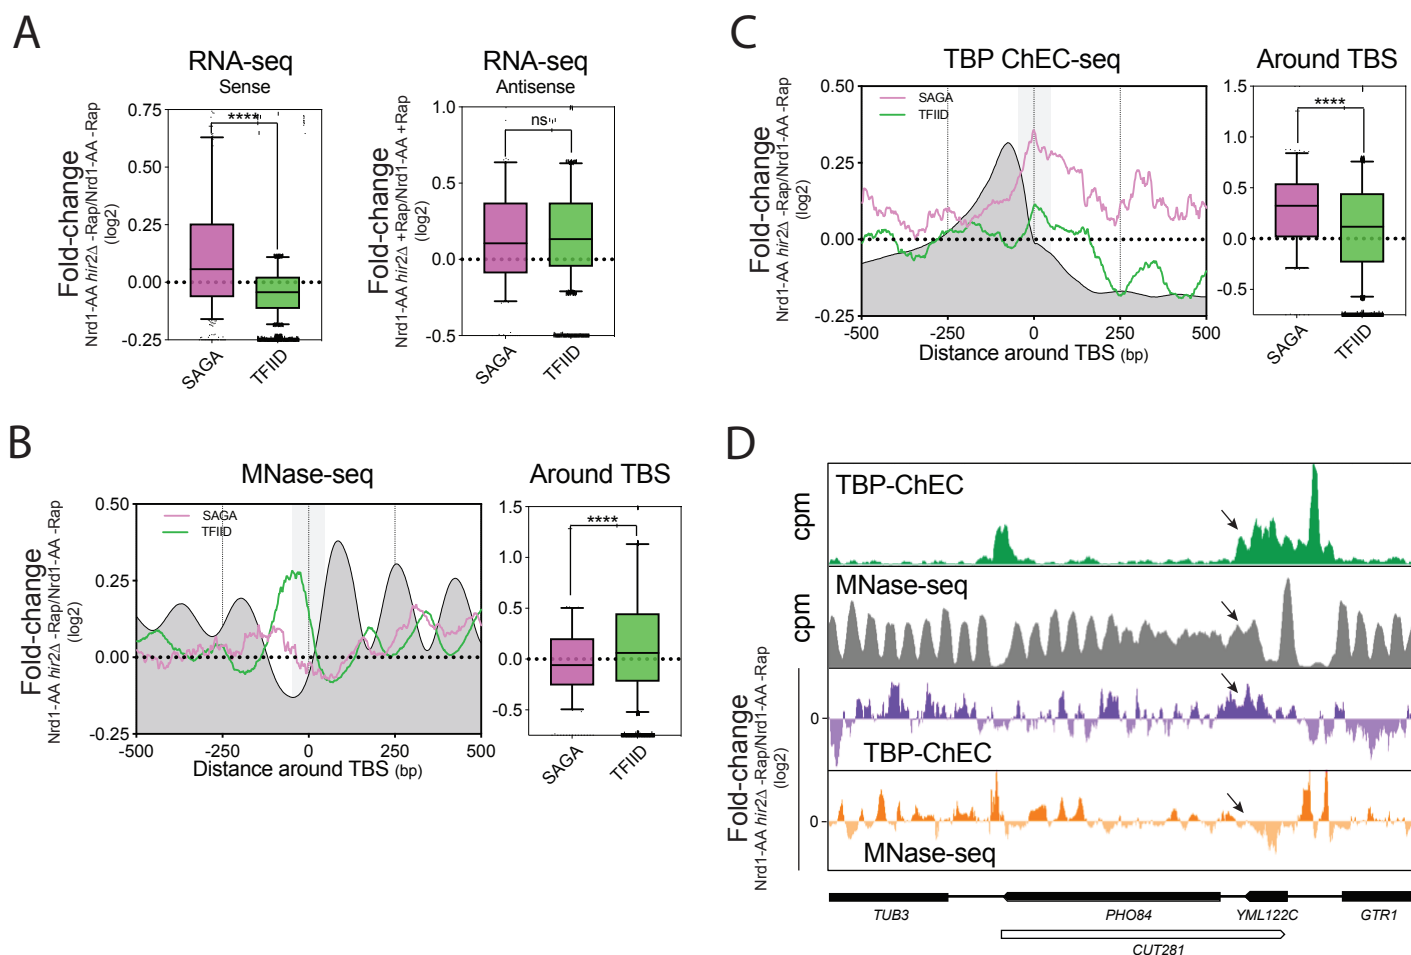 A
RNA-seq
Sense
Fold-change
Nrd1-AA hir2Δ -Rap/Nrd1-AA -Rap
(log2)
0.75
0.50
0.25
0.00
-0.25
****
SAGA
TFIID
RNA-seq
Antisense
Fold-change
Nrd1-AA hir2Δ +Rap/Nrd1-AA +Rap
(log2)
1.0
0.5
0.0
-0.5
ns
SAGA
TFIID
B
MNase-seq
Fold-change
Nrd1-AA hir2Δ -Rap/Nrd1-AA -Rap
(log2)
0.50
0.25
0.00
-0.25
SAGA
TFIID
-500
-250
0
250
500
Distance around TBS (bp)
Around TBS
1.5
1.0
0.5
0.0
-0.5
****
SAGA
TFIID
C
TBP ChEC-seq
Fold-change
Nrd1-AA hir2Δ -Rap/Nrd1-AA -Rap
(log2)
0.50
0.25
0.00
-0.25
SAGA
TFIID
-500
-250
0
250
500
Distance around TBS (bp)
Around TBS
1.5
1.0
0.5
0.0
-0.5
****
SAGA
TFIID
D
cpm
TBP-ChEC
cpm
MNase-seq
Fold-change
Nrd1-AA hir2Δ -Rap/Nrd1-AA -Rap
(log2)
0
TBP-ChEC
0
MNase-seq
TUB3
PHO84
YML122C
GTR1
CUT281